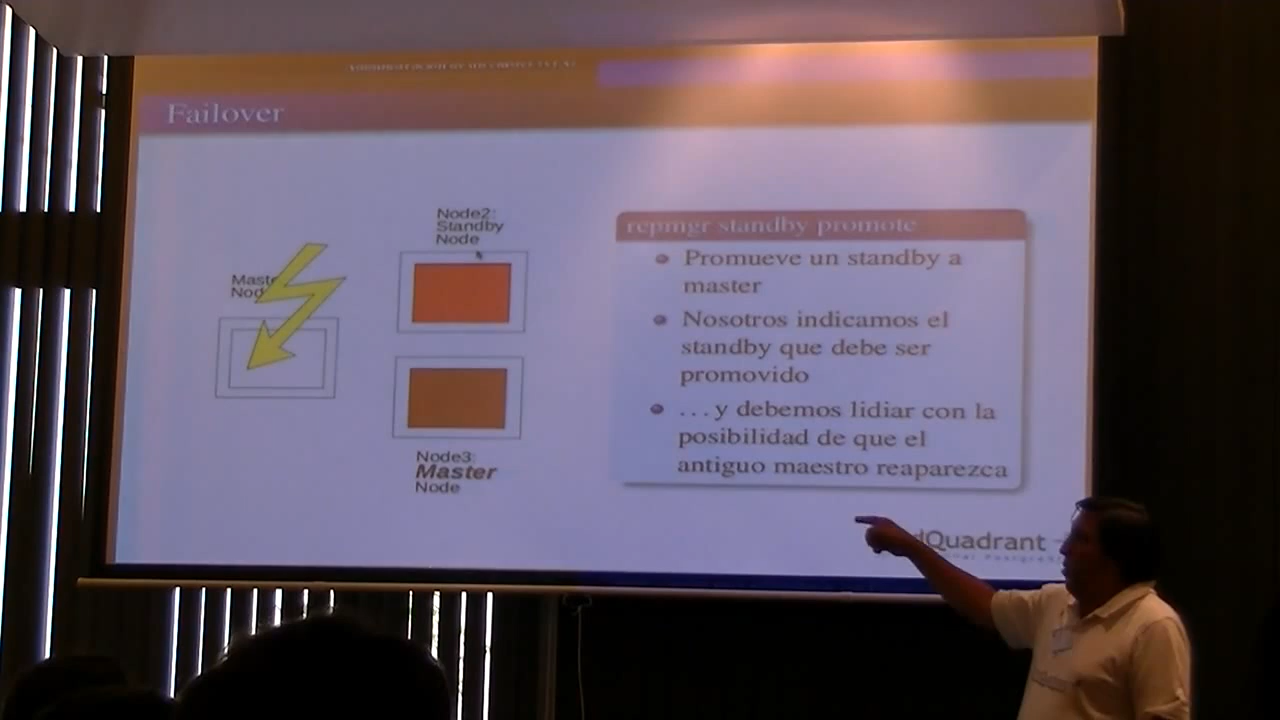 Failover
Node2:
Standby
Node
Node3:
Master
Node
repmgr standby promote
Promueve un standby a
master
Nosotros indicamos el
standby que debe ser
promovido
...y debemos lidiar con la
posibilidad de que el
antiguo maestro reaparezca
dQuadrant